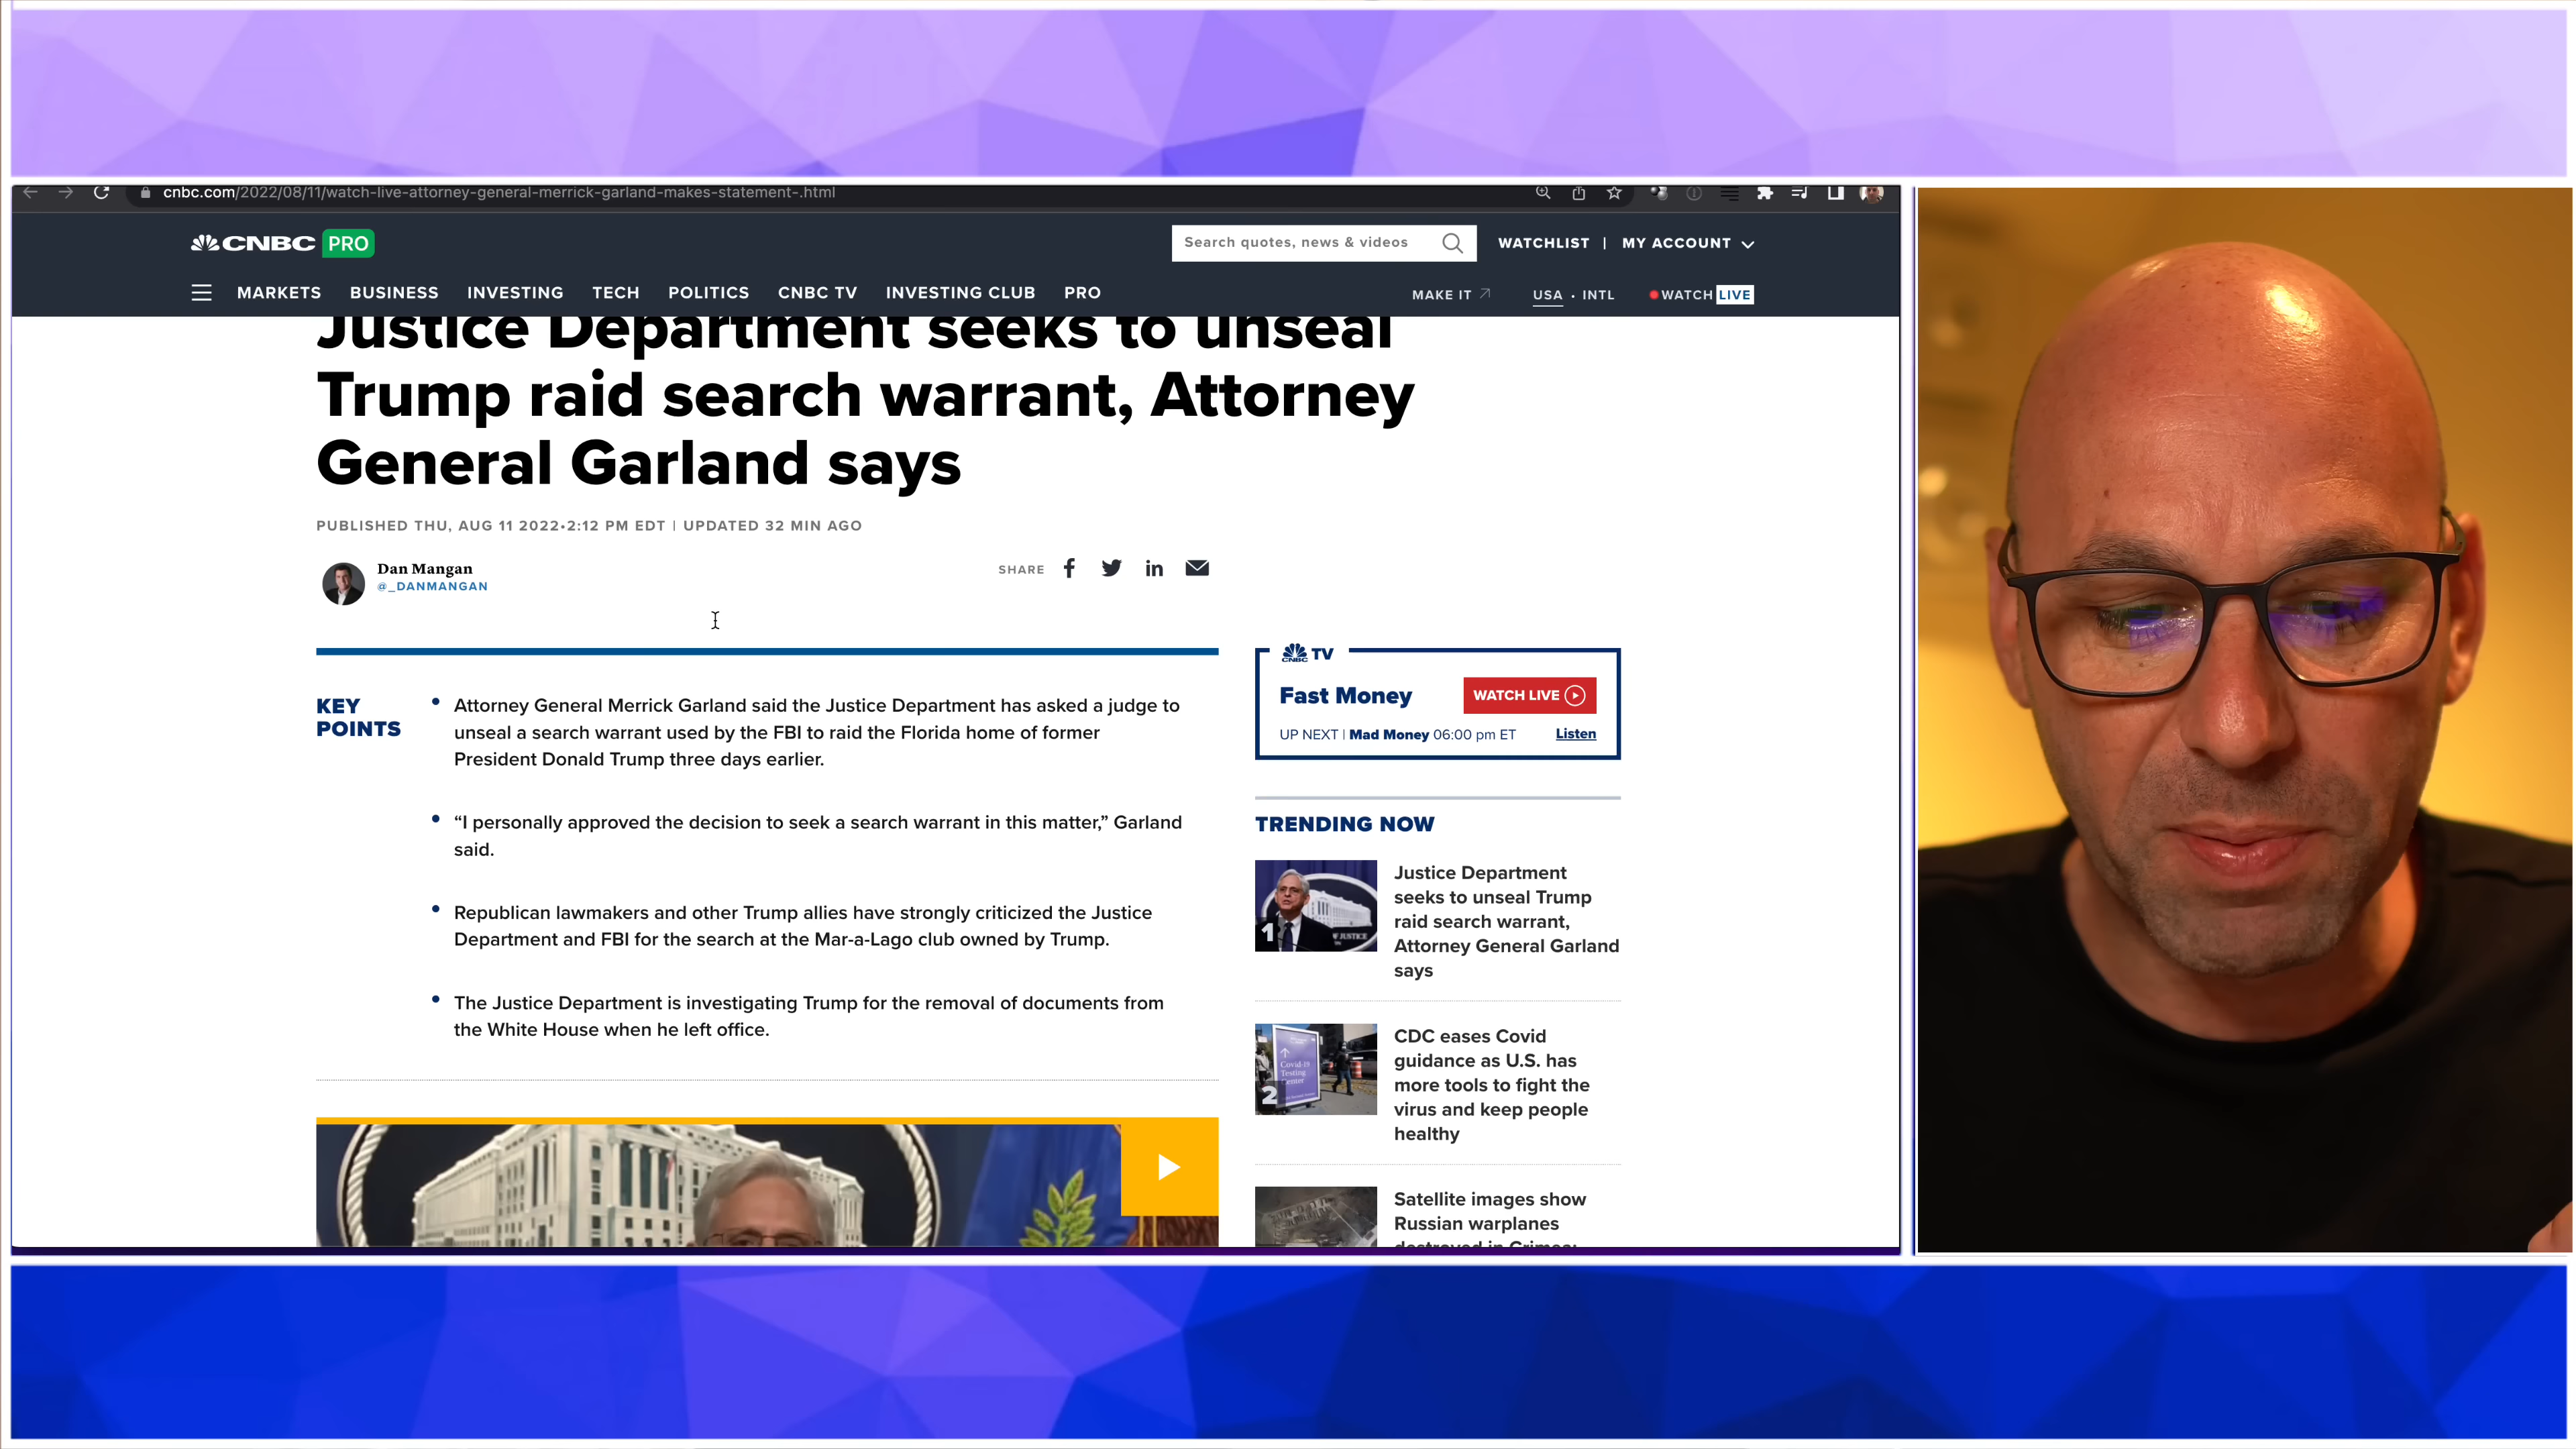 cnbc.com/2022/08/11/watch-live-attorney-general-merrick-garland-makes-statement-.html
CNBC PRO
Search quotes, news & videos
WATCHLIST | MY ACCOUNT
MARKETS BUSINESS INVESTING TECH POLITICS CNBC TV INVESTING CLUB PRO
MAKE IT USA • INTL WATCH LIVE
Justice Department seeks to unseal
Trump raid search warrant, Attorney
General Garland says
PUBLISHED THU, AUG 11 2022•2:12 PM EDT | UPDATED 32 MIN AGO
Dan Mangan
@_DANMANGAN
SHARE
KEY
POINTS
• Attorney General Merrick Garland said the Justice Department has asked a judge to
unseal a search warrant used by the FBI to raid the Florida home of former
President Donald Trump three days earlier.
• “I personally approved the decision to seek a search warrant in this matter,” Garland
said.
• Republican lawmakers and other Trump allies have strongly criticized the Justice
Department and FBI for the search at the Mar-a-Lago club owned by Trump.
• The Justice Department is investigating Trump for the removal of documents from
the White House when he left office.
CNBC TV
Fast Money
WATCH LIVE
UP NEXT | Mad Money 06:00 pm ET
Listen
TRENDING NOW
1
JUSTICE
Justice Department
seeks to unseal Trump
raid search warrant,
Attorney General Garland
says
2
Covid-19
Testing
Center
CDC eases Covid
guidance as U.S. has
more tools to fight the
virus and keep people
healthy
Satellite images show
Russian warplanes
destroyed in Crimea;